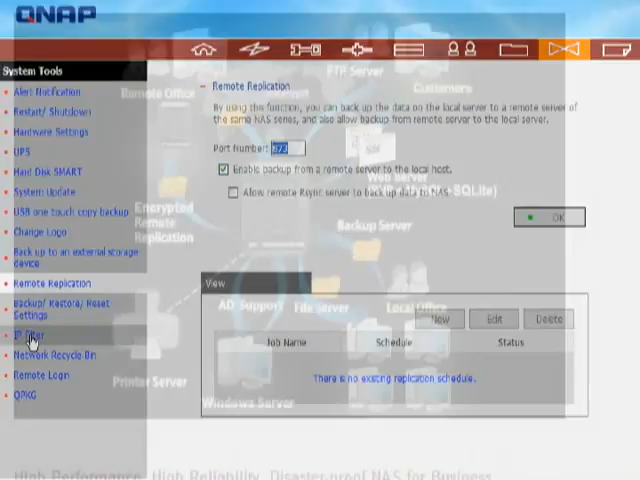 QNAP
System Tools
Alert Notification
Restart/ Shutdown
Hardware Settings
UPS
Hard Disk SMART
System Update
USB one touch copy backup
Change Logo
Back up to an external storage
device
Remote Replication
Backup/ Restore/ Reset
Settings
IP filter
Network Recycle Bin
Remote Login
QPKG
Remote Replication
By using this function, you can back up the data on the local server to a remote server of
the same NAS series, and also allow backup from remote server to the local host.
Port Number: 873
Enable backup from a remote server to the local host.
Allow remote Rsync server to back up data to NAS
OK
View
New Edit Delete
Job Name Schedule Status
There is no existing replication schedule.
Remote Office
FTP Server
Customers
Web Server
Encrypted
Remote
Replication
Backup Server
AD Support
File Server
Local Office
Printer Server
Windows Server
High Performance, High Reliability, Disaster-proof NAS for Business